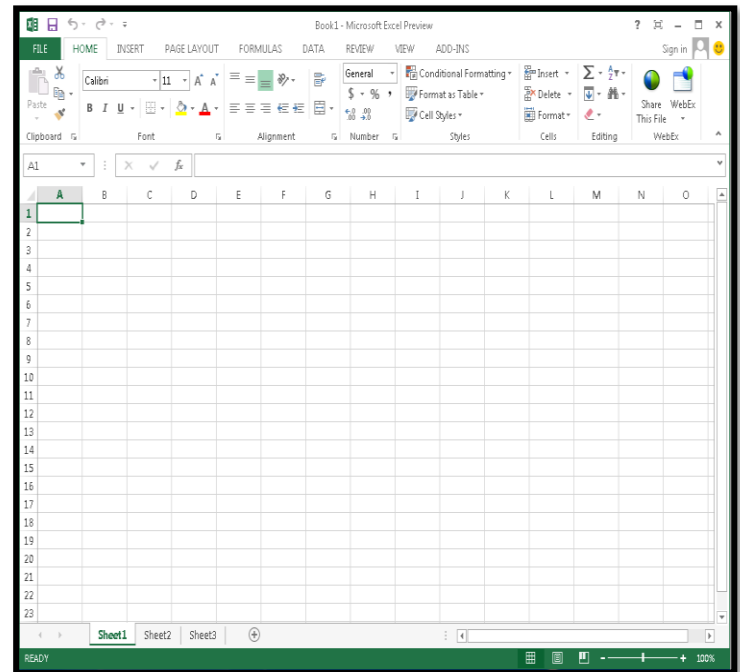 Book1 - Microsoft Excel Preview ?
FILE HOME INSERT PAGE LAYOUT FORMULAS DATA REVIEW VIEW ADD-INS Sign in
Calibri 11 A A General Conditional Formatting Insert Σ
Paste B I U A $ % , Format as Table Delete Share WebEx
Cell Styles Format This File
Clipboard Font Alignment Number Styles Cells Editing WebEx
A1 fx
A B C D E F G H I J K L M N O
1
2
3
4
5
6
7
8
9
10
11
12
13
14
15
16
17
18
19
20
21
22
23
Sheet1 Sheet2 Sheet3
READY 100%